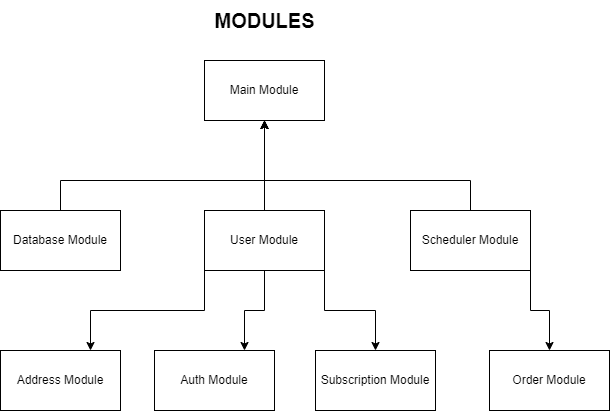 MODULES
Main Module
Database Module
User Module
Scheduler Module
Address Module
Auth Module
Subscription Module
Order Module